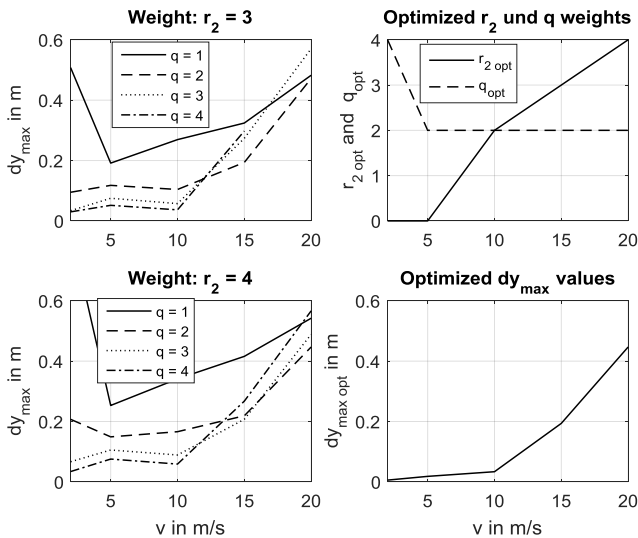 Weight: r2 = 3
dymax in m
0.6
0.4
0.2
0
q = 1
q = 2
q = 3
q = 4
5 10 15 20
Optimized r2 und q weights
r2 opt and qopt
4
3
2
1
0
r2 opt
qopt
5 10 15 20
Weight: r2 = 4
dymax in m
0.6
0.4
0.2
0
q = 1
q = 2
q = 3
q = 4
5 10 15 20
v in m/s
Optimized dymax values
dymax opt in m
0.6
0.4
0.2
0
5 10 15 20
v in m/s